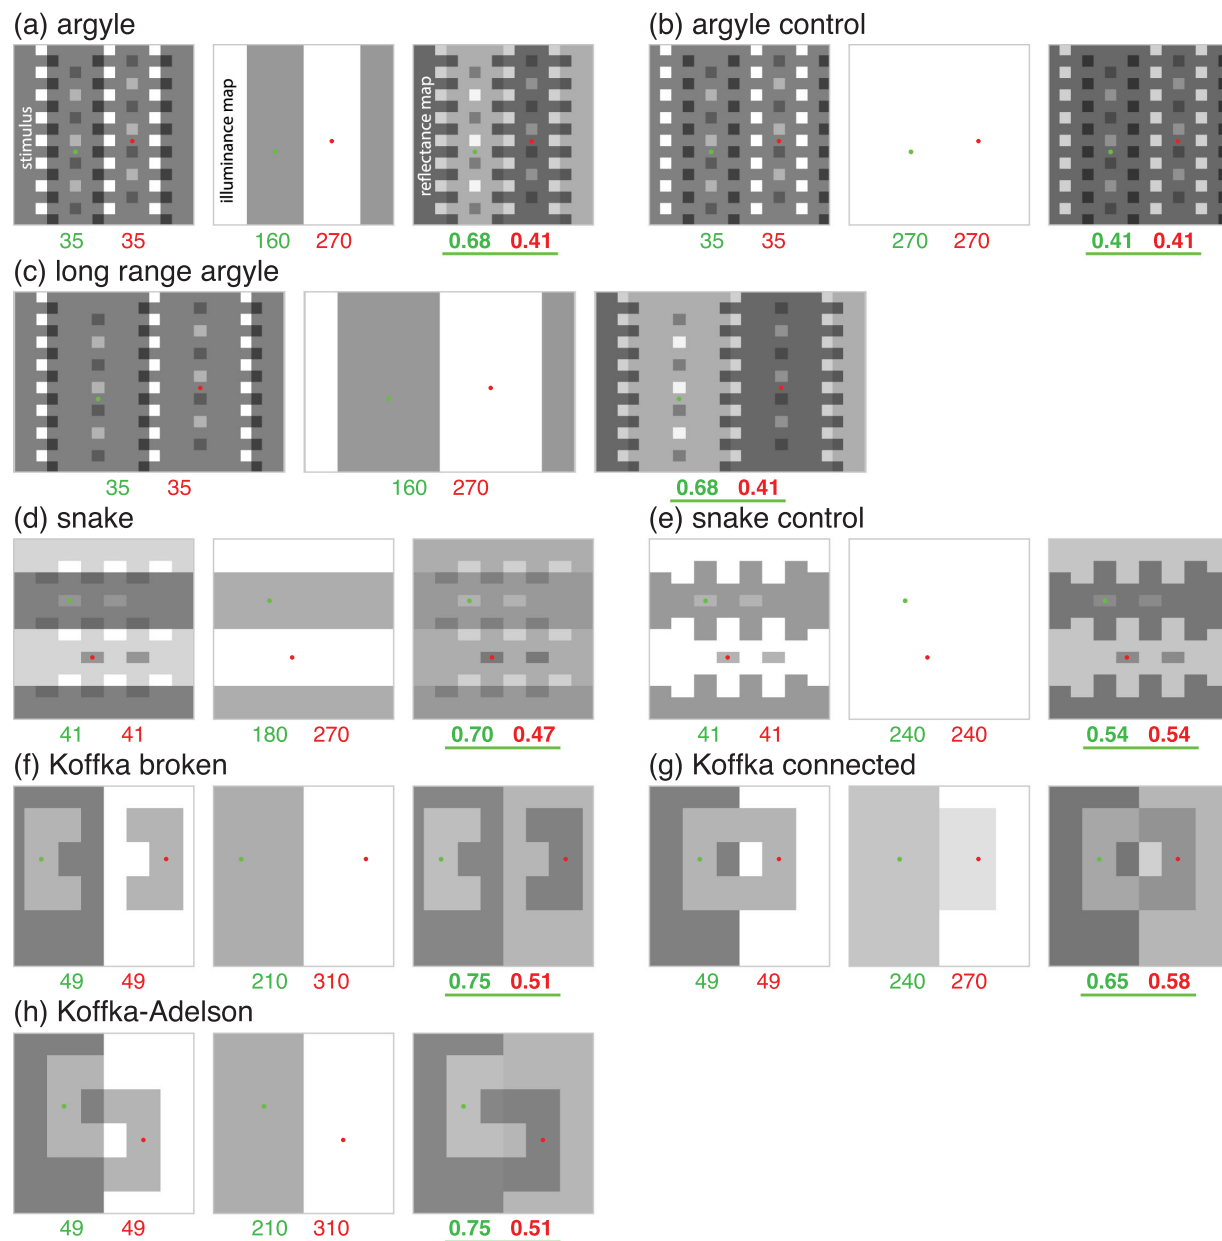 (a) argyle
(b) argyle control
stimulus
illuminance map
reflectance map
35 35
160 270
0.68 0.41
35 35
270 270
0.41 0.41
(c) long range argyle
35 35
160 270
0.68 0.41
(d) snake
(e) snake control
41 41
180 270
0.70 0.47
41 41
240 240
0.54 0.54
(f) Koffka broken
(g) Koffka connected
49 49
210 310
0.75 0.51
49 49
240 270
0.65 0.58
(h) Koffka-Adelson
49 49
210 310
0.75 0.51